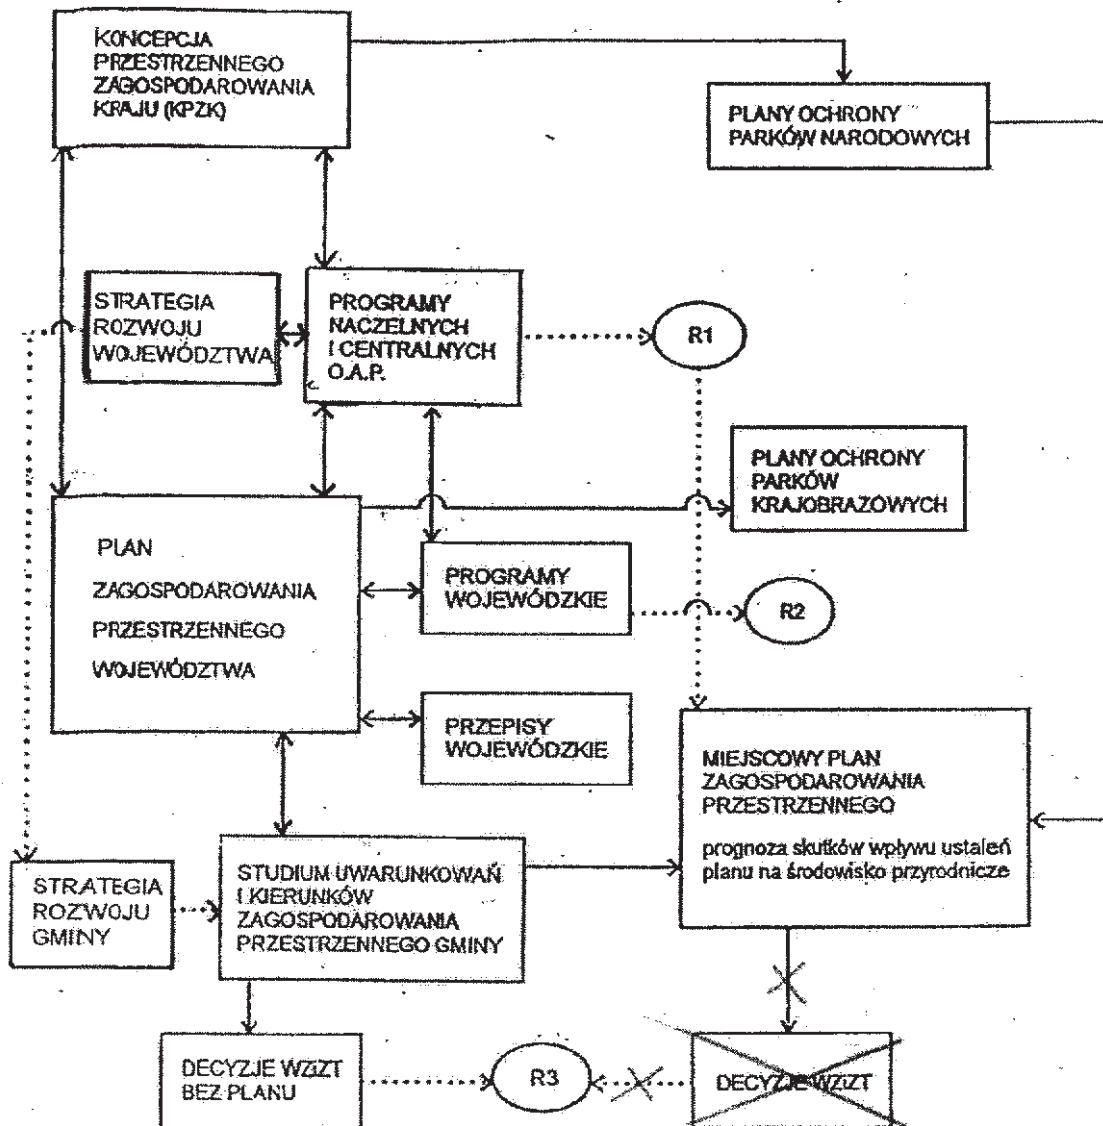 KONCEPCJA
PRZESTRZENNEGO
ZAGOSPODAROWANIA
KRAJU (KPZK)
PLANY OCHRONY
PARKÓW NARODOWYCH
STRATEGIA
ROZWOJU
WOJEWÓDZTWA
PROGRAMY
NACZELNYCH
I CENTRALNYCH
O.A.P.
R1
PLANY OCHRONY
PARKÓW
KRAJOBRAZOWYCH
PLAN
ZAGOSPODAROWANIA
PRZESTRZENNEGO
WOJEWÓDZTWA
PROGRAMY
WOJEWÓDZKIE
R2
PRZEPISY
WOJEWÓDZKIE
MIEJSCOWY PLAN
ZAGOSPODAROWANIA
PRZESTRZENNEGO
prognoza skutków wpływu ustaleń
planu na środowisko przyrodnicze
STRATEGIA
ROZWOJU
GMINY
STUDIUM UWARUNKOWAŃ
I KIERUNKÓW
ZAGOSPODAROWANIA
PRZESTRZENNEGO GMINY
DECYZJE WZiZT
BEZ PLANU
R3
DECYZJE WZiZT